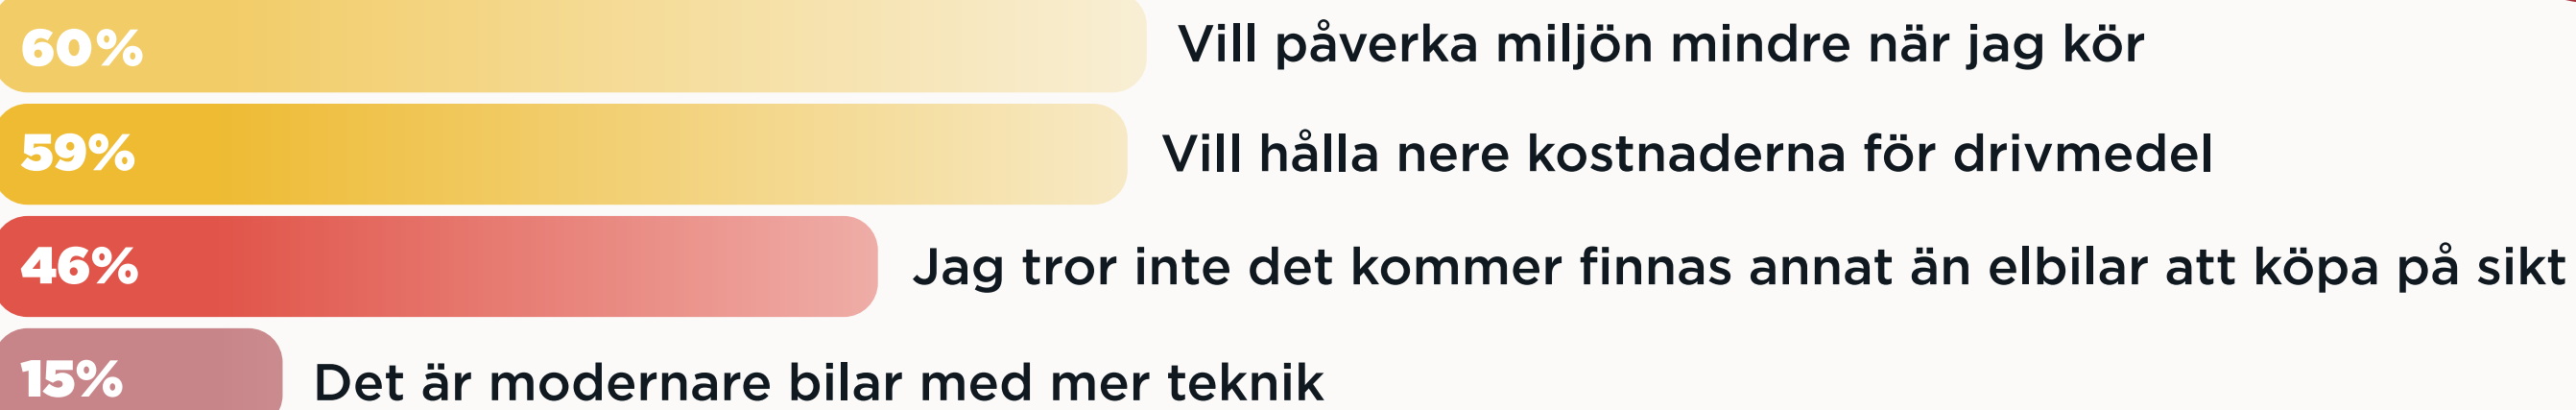 60% Vill påverka miljön mindre när jag kör
59% Vill hålla nere kostnaderna för drivmedel
46% Jag tror inte det kommer finnas annat än elbilar att köpa på sikt
15% Det är modernare bilar med mer teknik